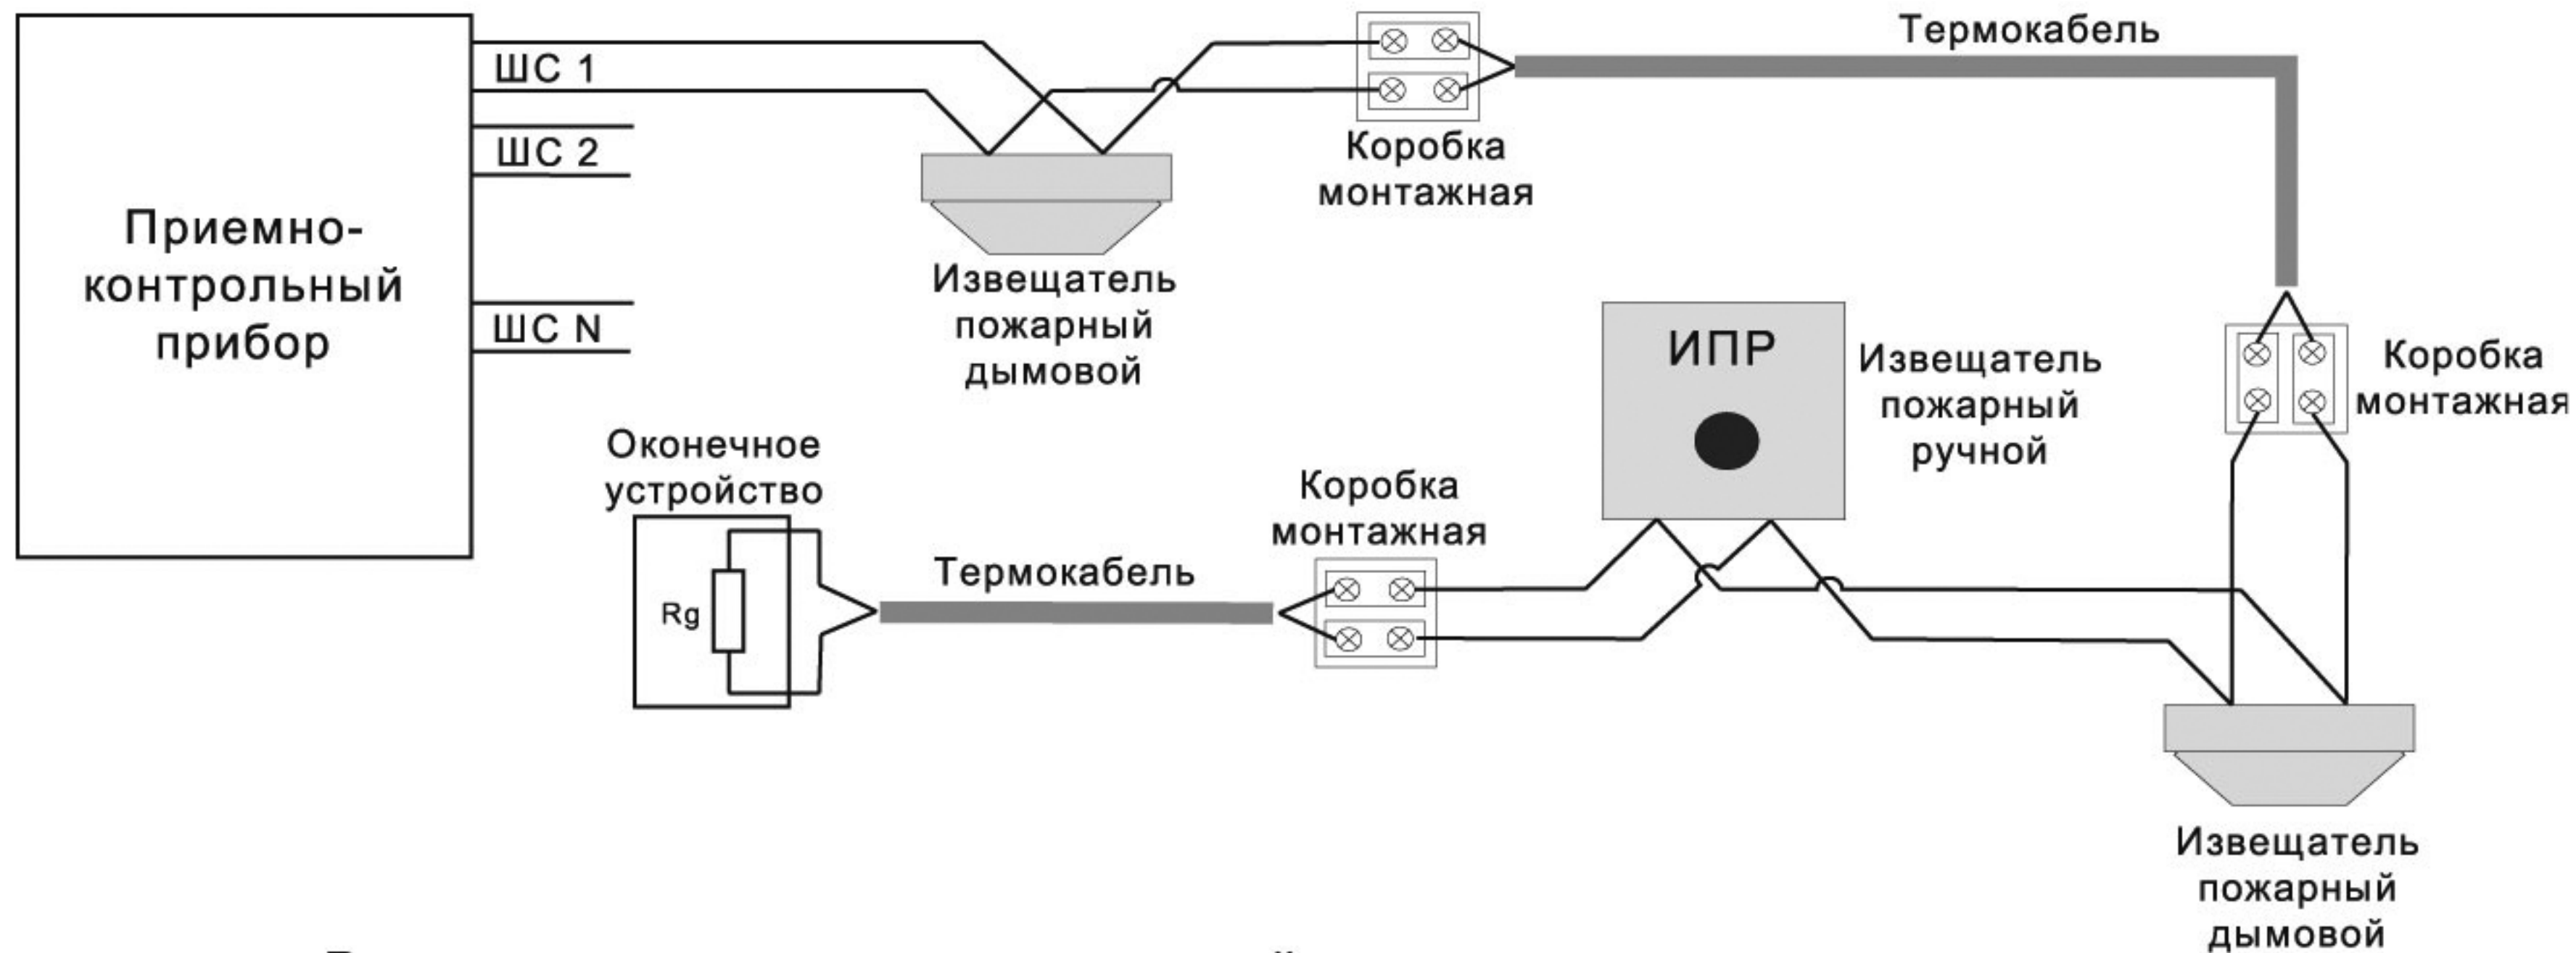 ШС 1
ШС 2
ШС N
Приемно-
контрольный
прибор
Извещатель
пожарный
дымовой
Коробка
монтажная
Термокабель
Коробка
монтажная
ИПР
Извещатель
пожарный
ручной
Оконечное
устройство
Rg
Термокабель
Коробка
монтажная
Извещатель
пожарный
дымовой